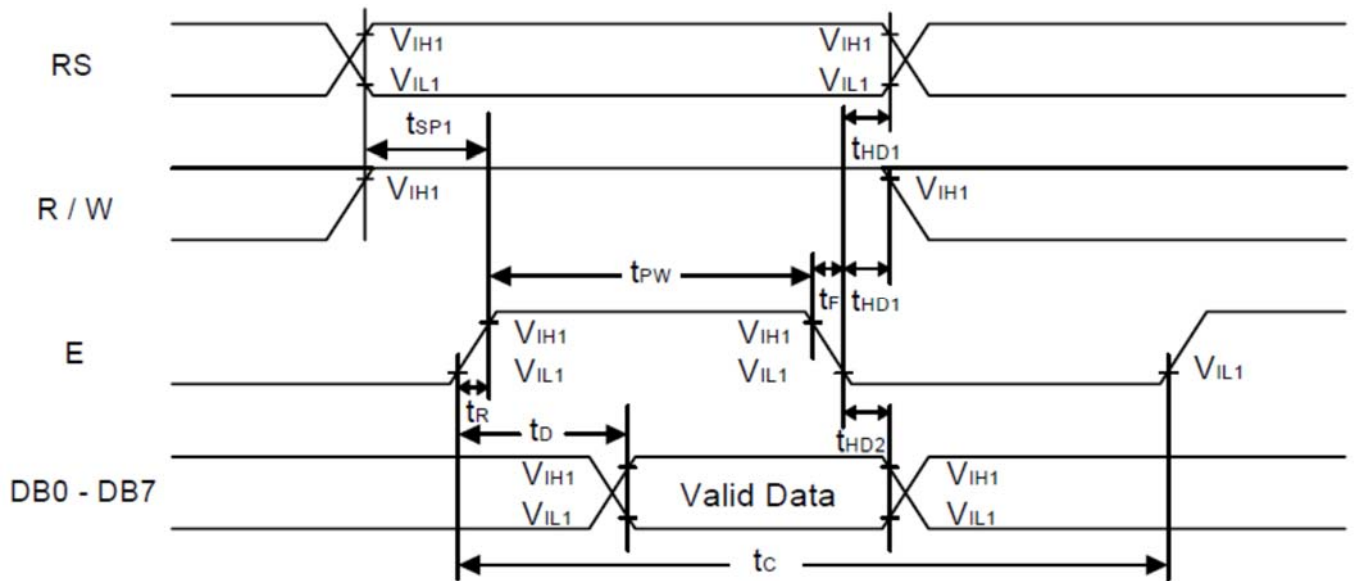 RS
VIH1 VIH1
VIL1 VIL1
tSP1 tHD1
R / W VIH1 VIH1
tPW tF tHD1
E VIH1 VIH1
VIL1 VIL1 VIL1
tR tD tHD2
DB0 - DB7 VIH1 Valid Data VIH1
VIL1 VIL1
tC